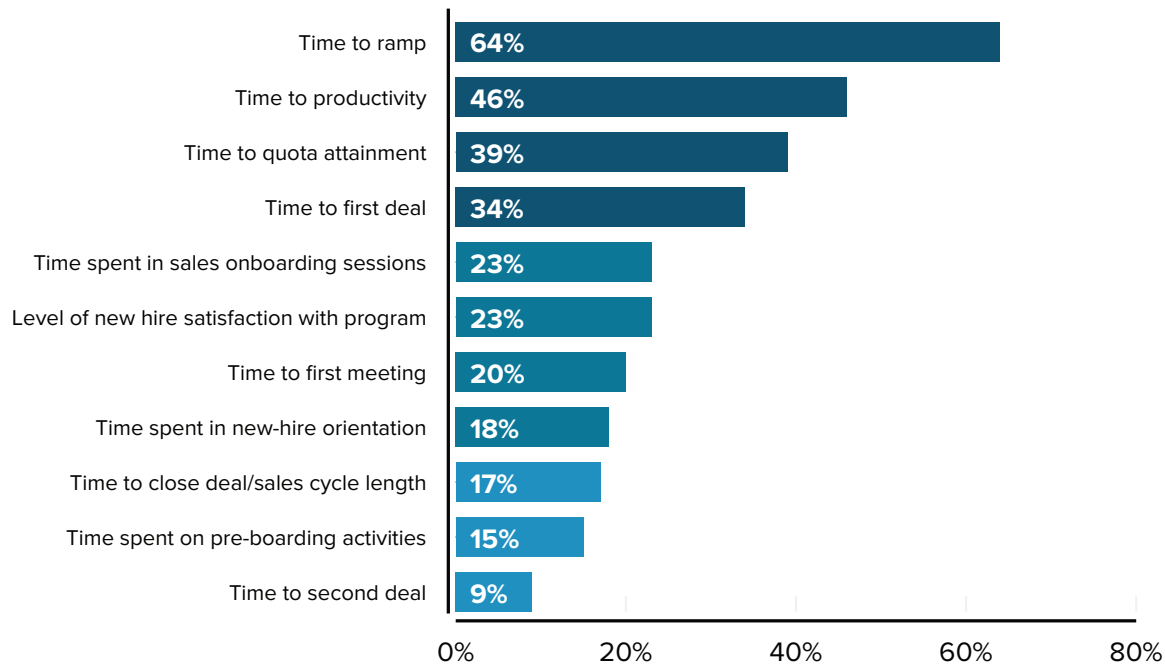 Time to ramp 64%
Time to productivity 46%
Time to quota attainment 39%
Time to first deal 34%
Time spent in sales onboarding sessions 23%
Level of new hire satisfaction with program 23%
Time to first meeting 20%
Time spent in new-hire orientation 18%
Time to close deal/sales cycle length 17%
Time spent on pre-boarding activities 15%
Time to second deal 9%
0% 20% 40% 60% 80%